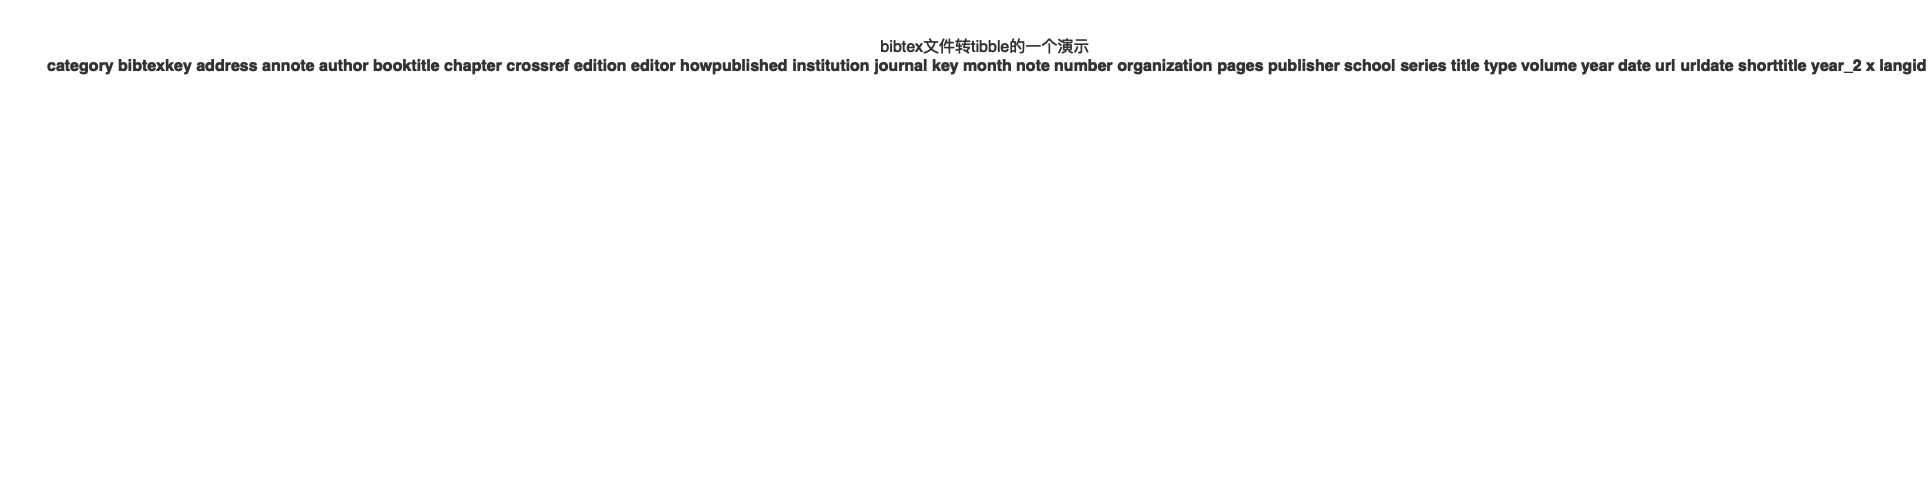 bibtex文件转tibble的一个演示
category bibtexkey address annote author booktitle chapter crossref edition editor howpublished institution journal key month note number organization pages publisher school series title type volume year date url urldate shorttitle year_2 x langid